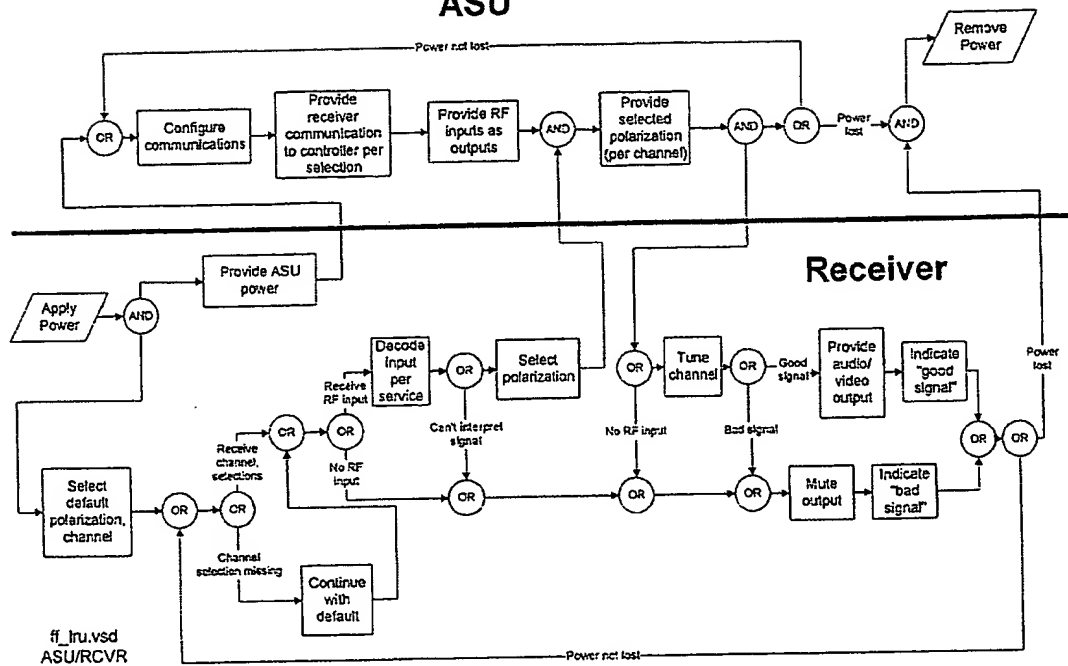 ASU
Power not lost
Remove
Power
OR
Configure
communications
Provide
receiver
communication
to controller per
selection
Provide RF
inputs as
outputs
AND
Provide
selected
polarization
(per channel)
AND
OR
Power
lost
AND
Receiver
Apply
Power
AND
Provide ASU
power
Select
default
polarization,
channel
OR
OR
Receive
channel,
selections
Channel
selection missing
Continue
with
default
OR
OR
Receive
RF input
No RF
input
Decode
input
per
service
OR
Can't interpret
signal
OR
Select
polarization
OR
No RF input
OR
Tune
channel
OR
Bad signal
OR
Good
signal
Provide
audio/
video
output
Indicate
"good
signal"
Mute
output
Indicate
"bad
signal"
OR
OR
Power
lost
Power not lost
ff_lru.vsd
ASU/RCVR